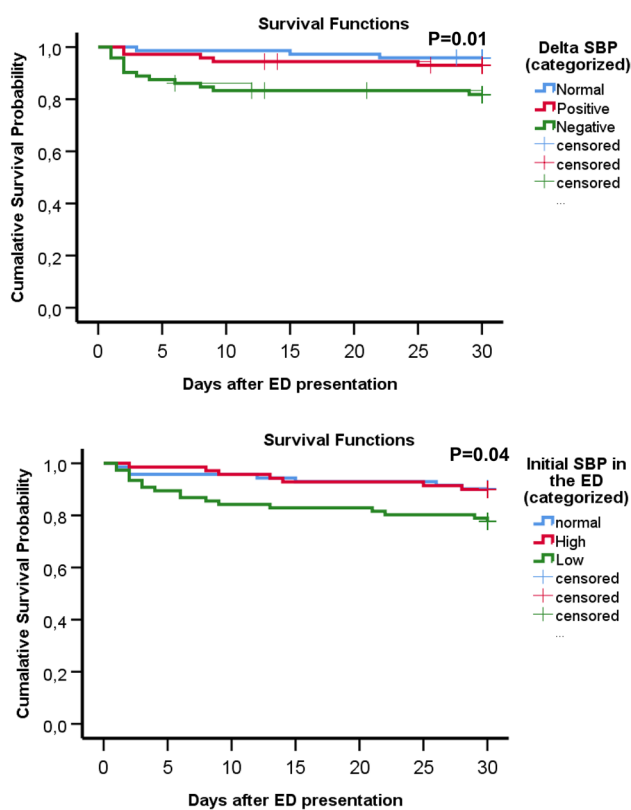 Survival Functions
P=0.01
Delta SBP
(categorized)
Normal
Positive
Negative
censored
censored
censored
...
Cumalative Survival Probability
1,0
0,8
0,6
0,4
0,2
0,0
0 5 10 15 20 25 30
Days after ED presentation
Survival Functions
P=0.04
Initial SBP in
the ED
(categorized)
normal
High
Low
censored
censored
censored
...
Cumalative Survival Probability
1,0
0,8
0,6
0,4
0,2
0,0
0 5 10 15 20 25 30
Days after ED presentation